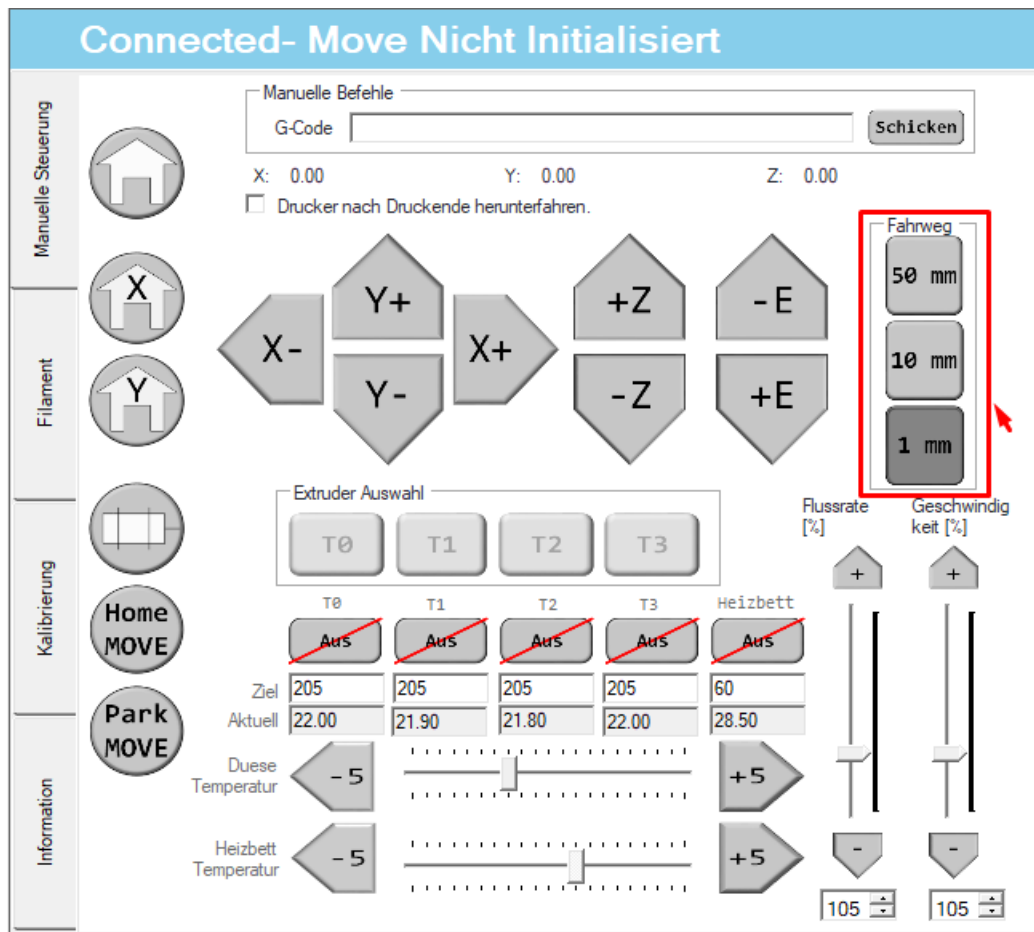 Connected- Move Nicht Initialisiert
Manuelle Steuerung
Filament
Kalibrierung
Information
Manuelle Befehle
G-Code
Schicken
X: 0.00 Y: 0.00 Z: 0.00
Drucker nach Druckende herunterfahren.
X
Y
Home
MOVE
Park
MOVE
X-
Y+
Y-
X+
+Z
-Z
-E
+E
Fahrweg
50 mm
10 mm
1 mm
Extruder Auswahl
T0 T1 T2 T3
T0 T1 T2 T3 Heizbett
Aus Aus Aus Aus Aus
Ziel 205 205 205 205 60
Aktuell 22.00 21.90 21.80 22.00 28.50
Duese
Temperatur
-5 +5
Heizbett
Temperatur
-5 +5
Flussrate
[%]
+
-
105
Geschwindig
keit [%]
+
-
105